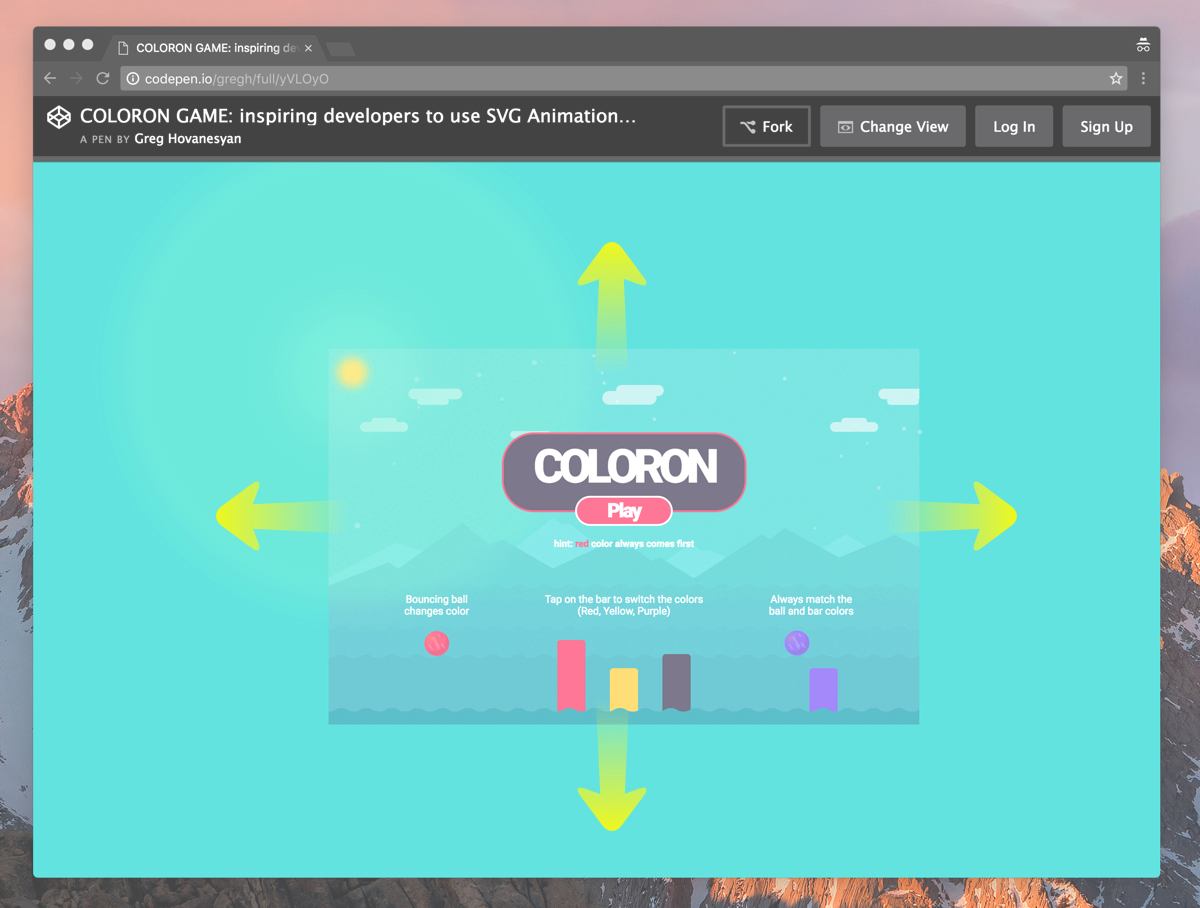 COLORON GAME: inspiring de
codepen.io/gregh/full/yVLOyO
COLORON GAME: inspiring developers to use SVG Animation...
A PEN BY Greg Hovanesyan
Fork
Change View
Log In
Sign Up
COLORON
Play
hint: red color always comes first
Bouncing ball
changes color
Tap on the bar to switch the colors
(Red, Yellow, Purple)
Always match the
ball and bar colors